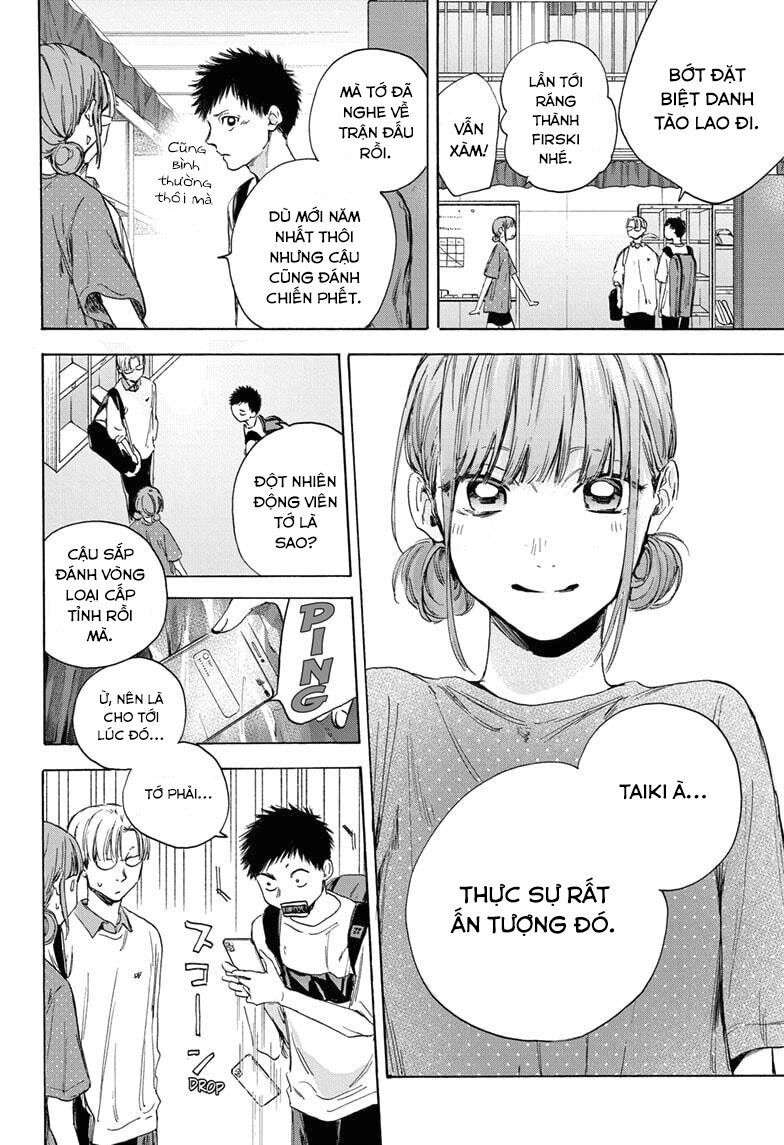 BỚT ĐẶT
BIỆT DANH
TÀO LAO ĐI.
LẦN TỚI
RÁNG
THÀNH
FIRSKI
NHÉ.
VẪN
XÀM!
MÀ TỚ ĐÃ
NGHE VỀ
TRẬN ĐẤU
RỒI.
Cũng
bình
thường
thôi mà
DÙ MỚI NĂM
NHẤT THÔI
NHƯNG CẬU
CŨNG ĐÁNH
CHIẾN PHẾT.
TAIKI À...
THỰC SỰ RẤT
ẤN TƯỢNG ĐÓ.
ĐỘT NHIÊN
ĐỘNG VIÊN
TỚ LÀ
SAO?
CẬU SẮP
ĐÁNH VÒNG
LOẠI CẤP
TỈNH RỒI
MÀ.
PING
Ừ, NÊN LÀ
CHO TỚI
LÚC ĐÓ...
TỚ PHẢI...
スコーン
DROP